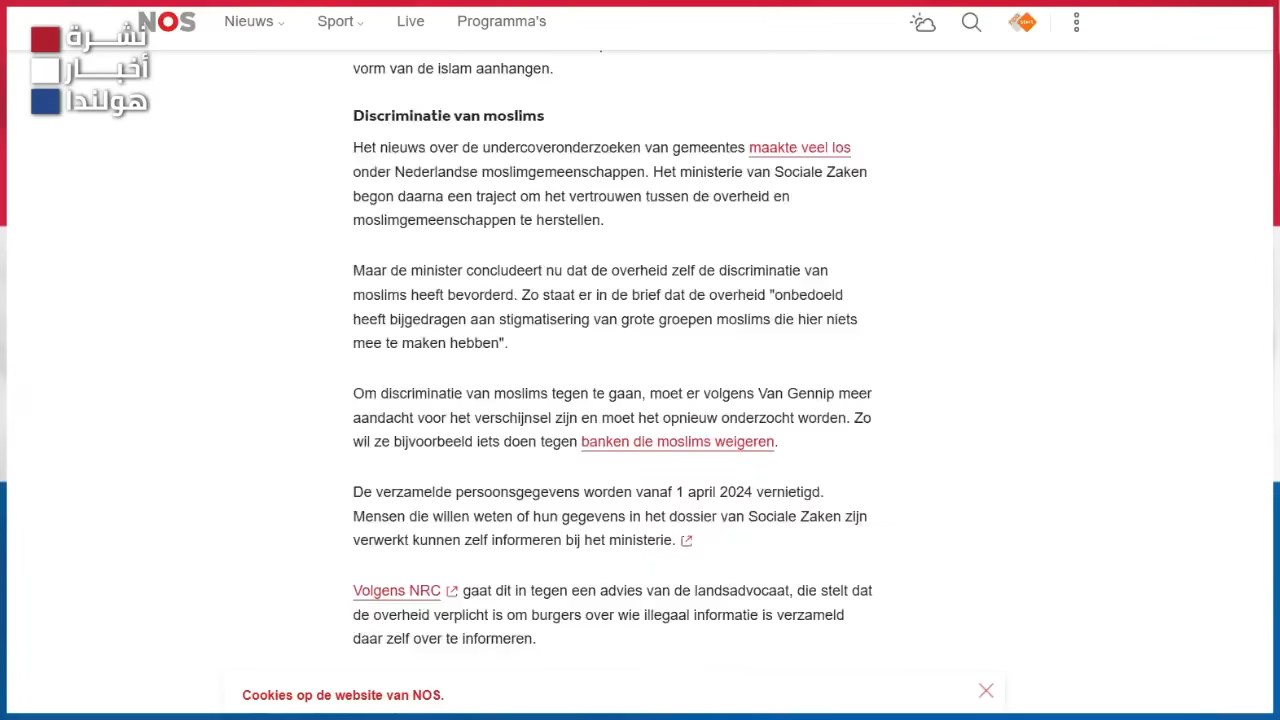 NOS Nieuws Sport Live Programma's
نشرة
أخبار
هولندا
vorm van de islam aanhangen.
Discriminatie van moslims
Het nieuws over de undercoveronderzoeken van gemeentes maakte veel los
onder Nederlandse moslimgemeenschappen. Het ministerie van Sociale Zaken
begon daarna een traject om het vertrouwen tussen de overheid en
moslimgemeenschappen te herstellen.
Maar de minister concludeert nu dat de overheid zelf de discriminatie van
moslims heeft bevorderd. Zo staat er in de brief dat de overheid "onbedoeld
heeft bijgedragen aan stigmatisering van grote groepen moslims die hier niets
mee te maken hebben".
Om discriminatie van moslims tegen te gaan, moet er volgens Van Gennip meer
aandacht voor het verschijnsel zijn en moet het opnieuw onderzocht worden. Zo
wil ze bijvoorbeeld iets doen tegen banken die moslims weigeren.
De verzamelde persoonsgegevens worden vanaf 1 april 2024 vernietigd.
Mensen die willen weten of hun gegevens in het dossier van Sociale Zaken zijn
verwerkt kunnen zelf informeren bij het ministerie.
Volgens NRC gaat dit in tegen een advies van de landsadvocaat, die stelt dat
de overheid verplicht is om burgers over wie illegaal informatie is verzameld
daar zelf over te informeren.
Cookies op de website van NOS.